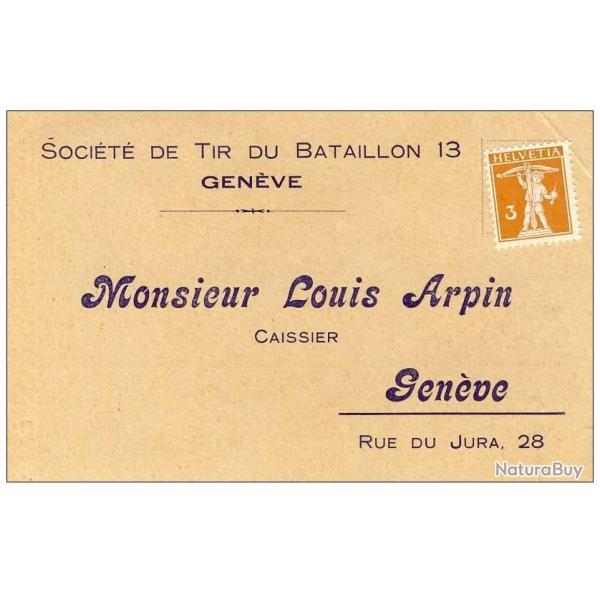 SOCIÉTÉ DE TIR DU BATAILLON 13
GENÈVE
HELVETIA
3
Monsieur Louis Arpin
CAISSIER
Genève
RUE DU JURA, 28
NaturaBuy